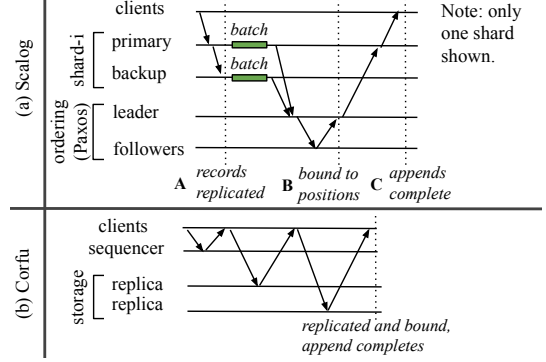 clients
Note: only
one shard
shown.
(a) Scalog
shard-i
primary
batch
backup
batch
ordering
(Paxos)
leader
followers
A records
replicated
B bound to
positions
C appends
complete
(b) Corfu
clients
sequencer
storage
replica
replica
replicated and bound,
append completes